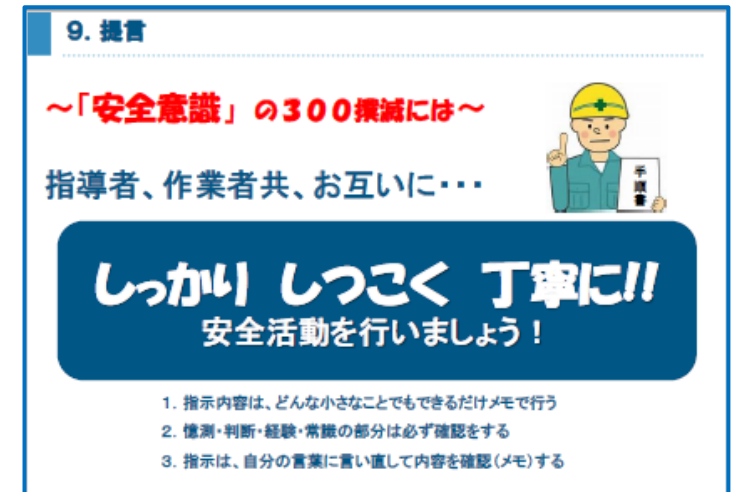 9. 提言
～「安全意識」の300撲滅には～
手順書
指導者、作業者共、お互いに・・・
しっかり しつこく 丁寧に!!
安全活動を行いましょう！
1. 指示内容は、どんな小さなことでもできるだけメモで行う
2. 憶測・判断・経験・常識の部分は必ず確認をする
3. 指示は、自分の言葉に言い直して内容を確認（メモ）する